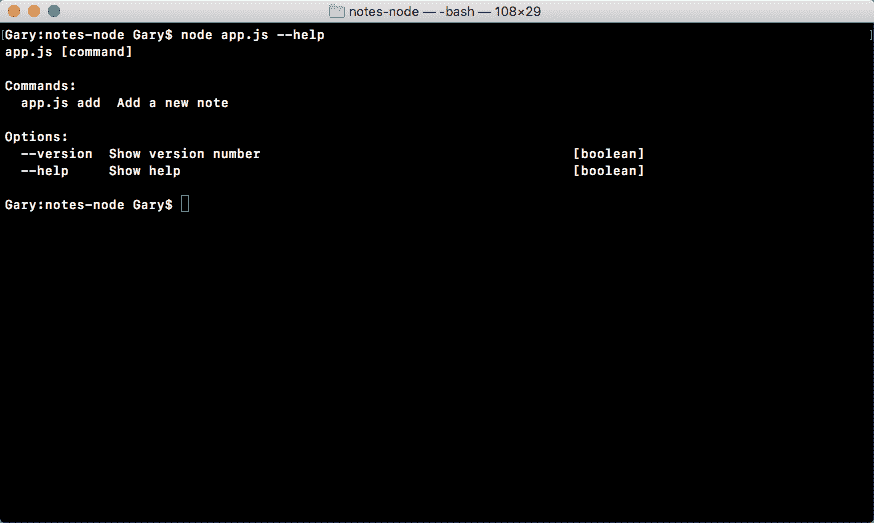 notes-node — -bash — 108×29
[Gary:notes-node Gary$ node app.js --help ]
app.js [command]
Commands:
app.js add  Add a new note
Options:
--version  Show version number [boolean]
--help     Show help [boolean]
Gary:notes-node Gary$